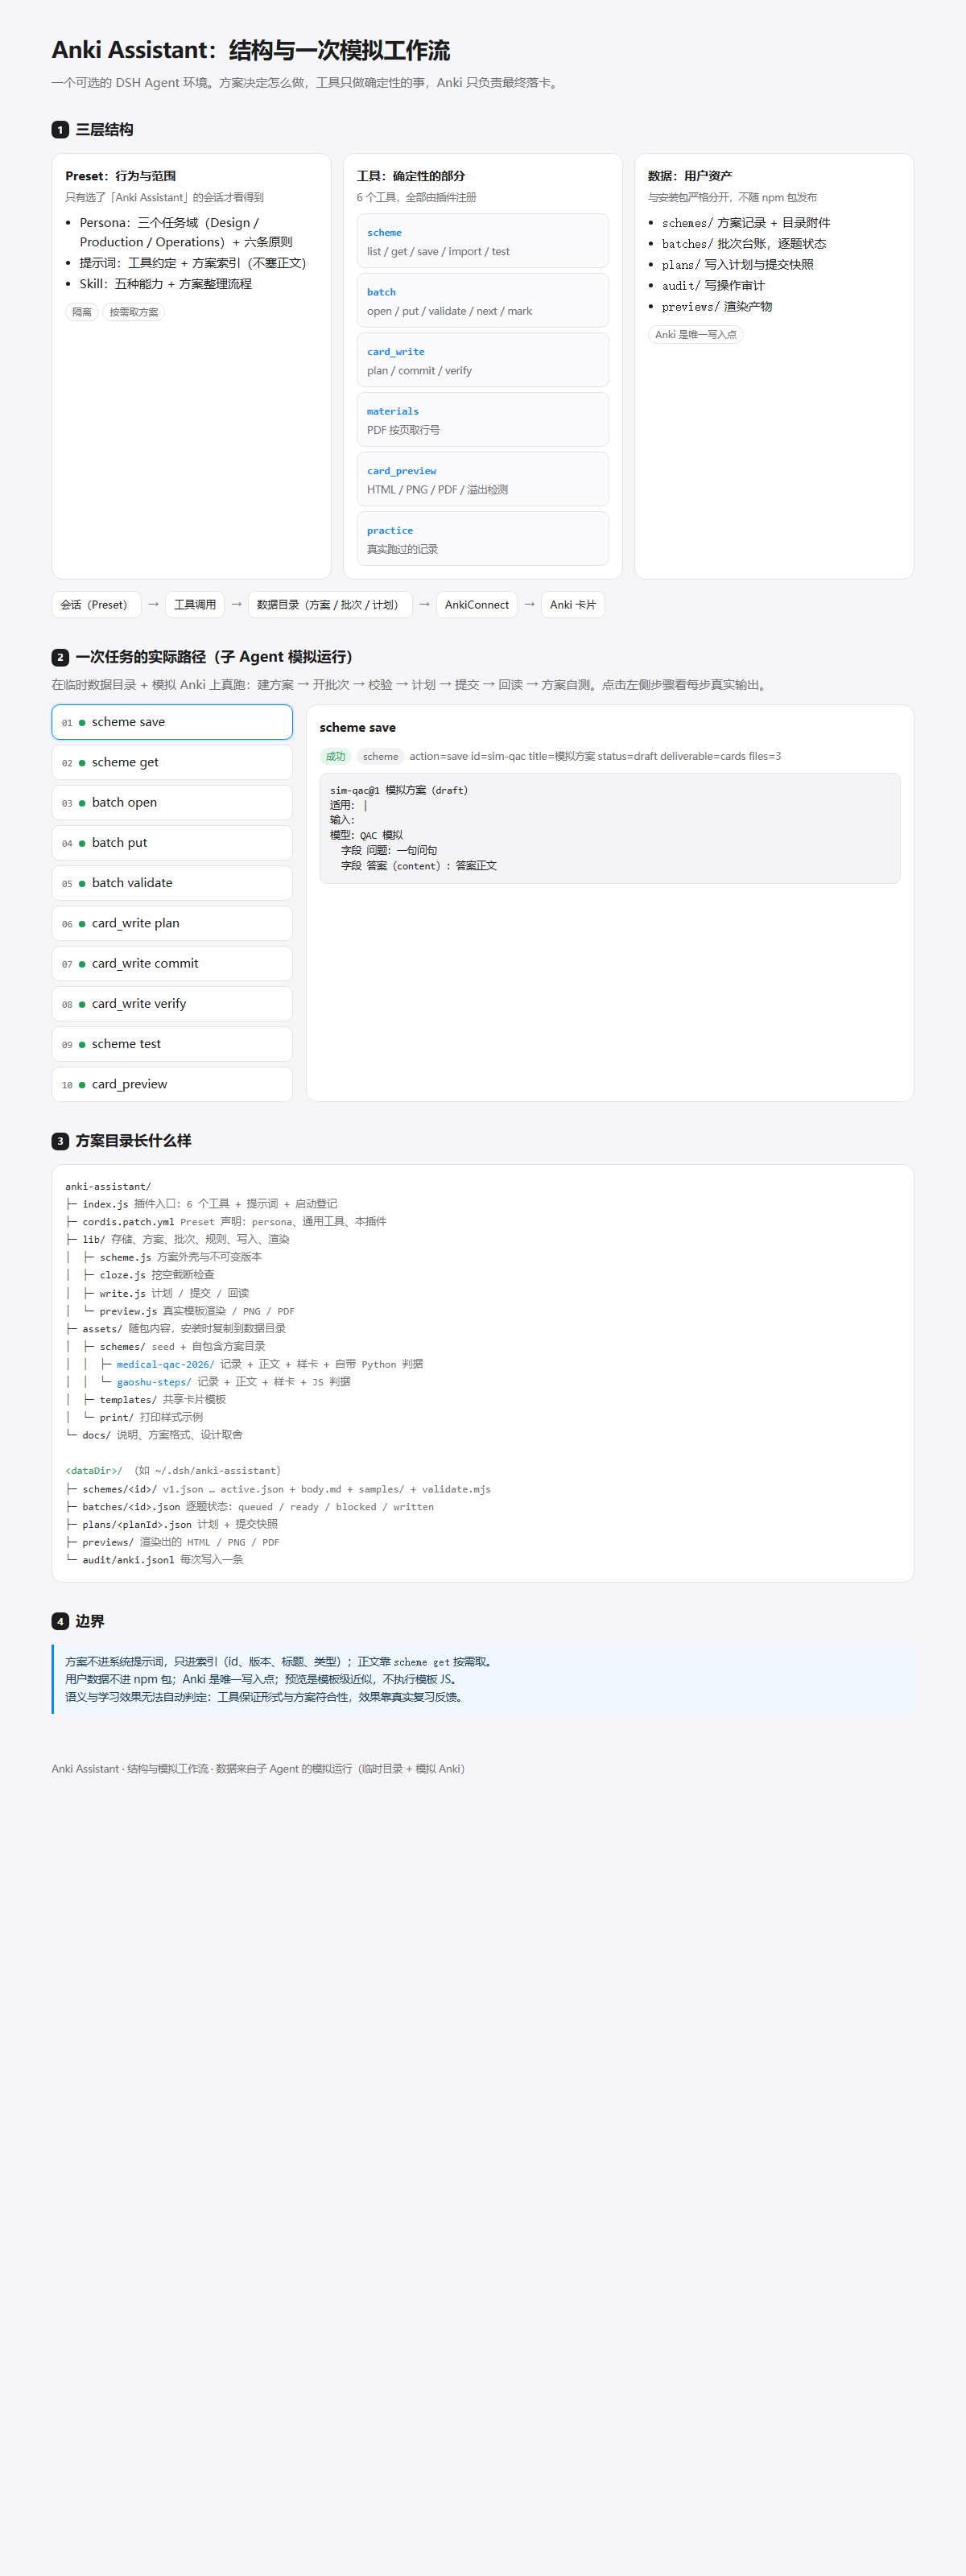 Anki Assistant：结构与一次模拟工作流
一个可选的 DSH Agent 环境。方案决定怎么做，工具只做确定性的事，Anki 只负责最终落卡。
1 三层结构
Preset：行为与范围
只有选了「Anki Assistant」的会话才看得到
• Persona：三个任务域（Design /
Production / Operations）+ 六条原则
• 提示词：工具约定 + 方案索引（不塞正文）
• Skill：五种能力 + 方案整理流程
隔离 按需取方案
工具：确定性的部分
6 个工具，全部由插件注册
scheme
list / get / save / import / test
batch
open / put / validate / next / mark
card_write
plan / commit / verify
materials
PDF 按页取行号
card_preview
HTML / PNG / PDF / 溢出检测
practice
真实跑过的记录
数据：用户资产
与安装包严格分开，不随 npm 包发布
• schemes/ 方案记录 + 目录附件
• batches/ 批次台账，逐题状态
• plans/ 写入计划与提交快照
• audit/ 写操作审计
• previews/ 渲染产物
Anki 是唯一写入点
会话（Preset） → 工具调用 → 数据目录（方案 / 批次 / 计划） → AnkiConnect → Anki 卡片
2 一次任务的实际路径（子 Agent 模拟运行）
在临时数据目录 + 模拟 Anki 上真跑：建方案 → 开批次 → 校验 → 计划 → 提交 → 回读 → 方案自测。点击左侧步骤看每步真实输出。
01 scheme save
02 scheme get
03 batch open
04 batch put
05 batch validate
06 card_write plan
07 card_write commit
08 card_write verify
09 scheme test
10 card_preview
scheme save
成功 scheme action=save id=sim-qac title=模拟方案 status=draft deliverable=cards files=3
sim-qac@1 模拟方案（draft）
适用： |
输入：
模型：QAC 模拟
字段 问题：一句问句
字段 答案（content）：答案正文
3 方案目录长什么样
anki-assistant/
├─ index.js 插件入口：6 个工具 + 提示词 + 启动登记
├─ cordis.patch.yml Preset 声明：persona、通用工具、本插件
├─ lib/ 存储、方案、批次、规则、写入、渲染
│ ├─ scheme.js 方案外壳与不可变版本
│ ├─ cloze.js 挖空截断检查
│ ├─ write.js 计划 / 提交 / 回读
│ └─ preview.js 真实模板渲染 / PNG / PDF
├─ assets/ 随包内容，安装时复制到数据目录
│ ├─ schemes/ seed + 自包含方案目录
│ │ ├─ medical-qac-2026/ 记录 + 正文 + 样卡 + 自带 Python 判据
│ │ └─ gaoshu-steps/ 记录 + 正文 + 样卡 + JS 判据
│ ├─ templates/ 共享卡片模板
│ └─ print/ 打印样式示例
└─ docs/ 说明、方案格式、设计取舍
<dataDir>/ （如 ~/.dsh/anki-assistant）
├─ schemes/<id>/ v1.json … active.json + body.md + samples/ + validate.mjs
├─ batches/<id>.json 逐题状态：queued / ready / blocked / written
├─ plans/<planId>.json 计划 + 提交快照
├─ previews/ 渲染出的 HTML / PNG / PDF
└─ audit/anki.jsonl 每次写入一条
4 边界
方案不进系统提示词，只进索引（id、版本、标题、类型）；正文靠 scheme get 按需取。
用户数据不进 npm 包；Anki 是唯一写入点；预览是模板级近似，不执行模板 JS。
语义与学习效果无法自动判定：工具保证形式与方案符合性，效果靠真实复习反馈。
Anki Assistant · 结构与模拟工作流 · 数据来自子 Agent 的模拟运行（临时目录 + 模拟 Anki）